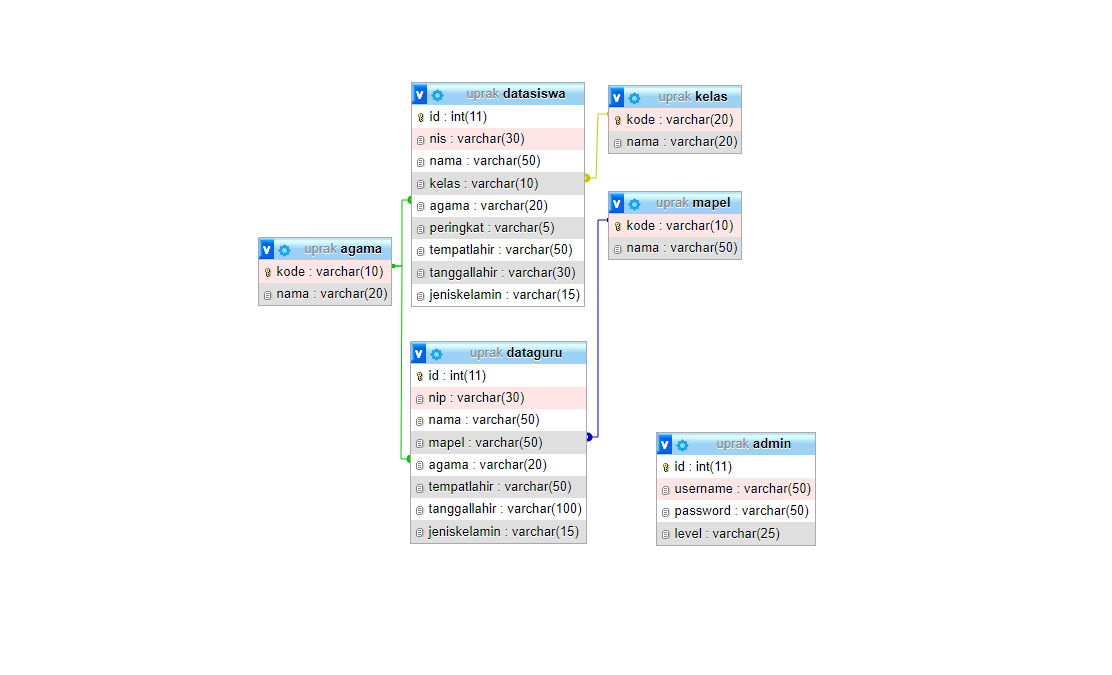 uprak datasiswa
id : int(11)
nis : varchar(30)
nama : varchar(50)
kelas : varchar(10)
agama : varchar(20)
peringkat : varchar(5)
tempatlahir : varchar(50)
tanggallahir : varchar(30)
jeniskelamin : varchar(15)
uprak kelas
kode : varchar(20)
nama : varchar(20)
uprak mapel
kode : varchar(10)
nama : varchar(50)
uprak agama
kode : varchar(10)
nama : varchar(20)
uprak dataguru
id : int(11)
nip : varchar(30)
nama : varchar(50)
mapel : varchar(50)
agama : varchar(20)
tempatlahir : varchar(50)
tanggallahir : varchar(100)
jeniskelamin : varchar(15)
uprak admin
id : int(11)
username : varchar(50)
password : varchar(50)
level : varchar(25)